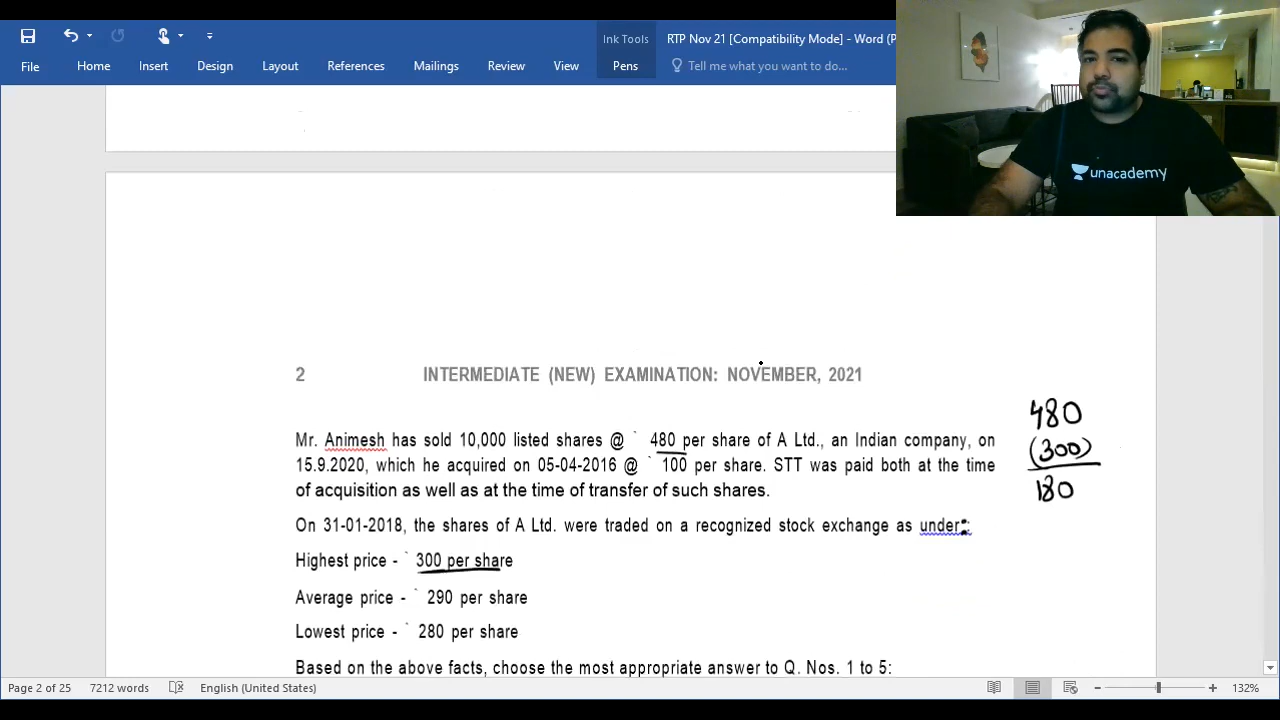 Ink Tools
RTP Nov 21 [Compatibility Mode] - Word (P
File
Home
Insert
Design
Layout
References
Mailings
Review
View
Pens
Tell me what you want to do...
unacademy
2 INTERMEDIATE (NEW) EXAMINATION: NOVEMBER, 2021
Mr. Animesh has sold 10,000 listed shares @ ` 480 per share of A Ltd., an Indian company, on
15.9.2020, which he acquired on 05-04-2016 @ ` 100 per share. STT was paid both at the time
of acquisition as well as at the time of transfer of such shares.
On 31-01-2018, the shares of A Ltd. were traded on a recognized stock exchange as under:
Highest price - ` 300 per share
Average price - ` 290 per share
Lowest price - ` 280 per share
Based on the above facts, choose the most appropriate answer to Q. Nos. 1 to 5:
480
(300)
180
Page 2 of 25
7212 words
English (United States)
132%